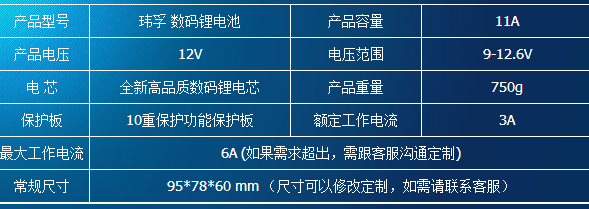 产品型号 玮孚 数码锂电池 产品容量 11A
产品电压 12V 电压范围 9-12.6V
电 芯 全新高品质数码锂电芯 产品重量 750g
保护板 10重保护功能保护板 额定工作电流 3A
最大工作电流 6A (如果需求超出，需跟客服沟通定制)
常规尺寸 95*78*60 mm （尺寸可以修改定制，如需请联系客服）